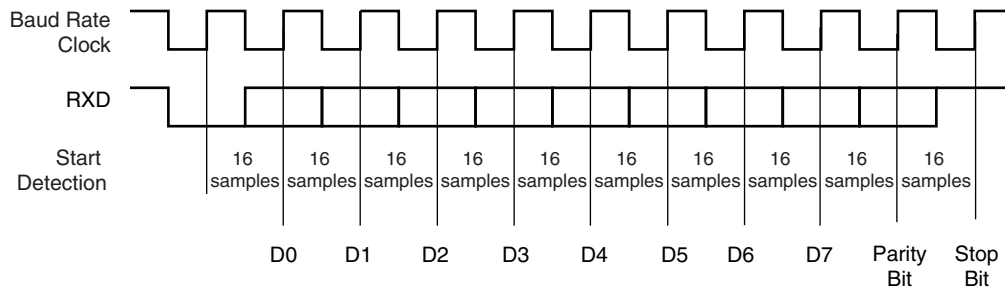 Baud Rate
Clock
RXD
Start
Detection
16 16 16 16 16 16 16 16 16 16
samples samples samples samples samples samples samples samples samples samples
D0 D1 D2 D3 D4 D5 D6 D7 Parity Stop
Bit Bit